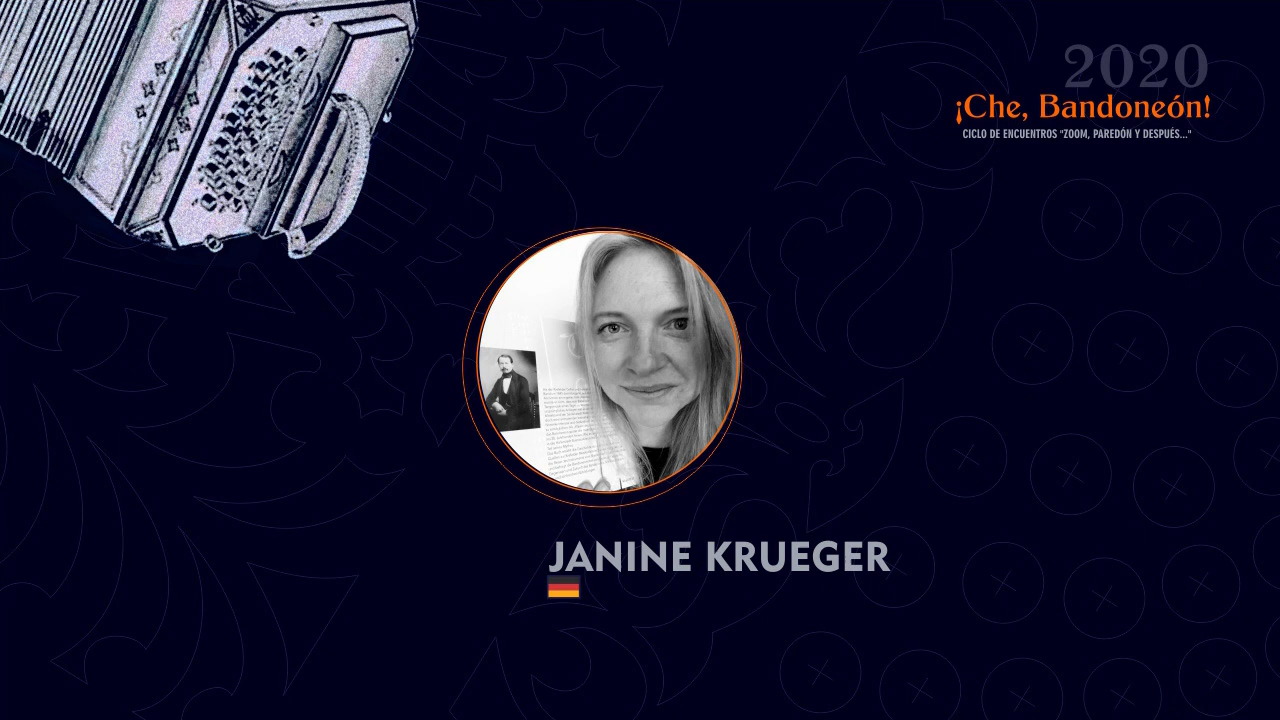 2020
¡Che, Bandoneón!
CICLO DE ENCUENTROS "ZOOM, PAREDÓN Y DESPUÉS..."
JANINE KRUEGER